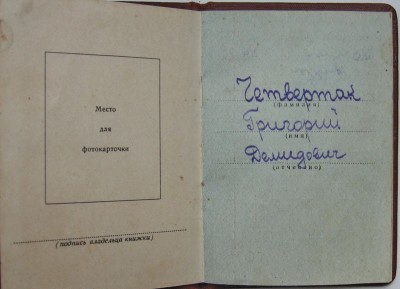 Место
для
фотокарточки
(подпись владельца книжки)
Четвертак
(фамилия)
Григорий
(имя)
Демидович
(отчество)